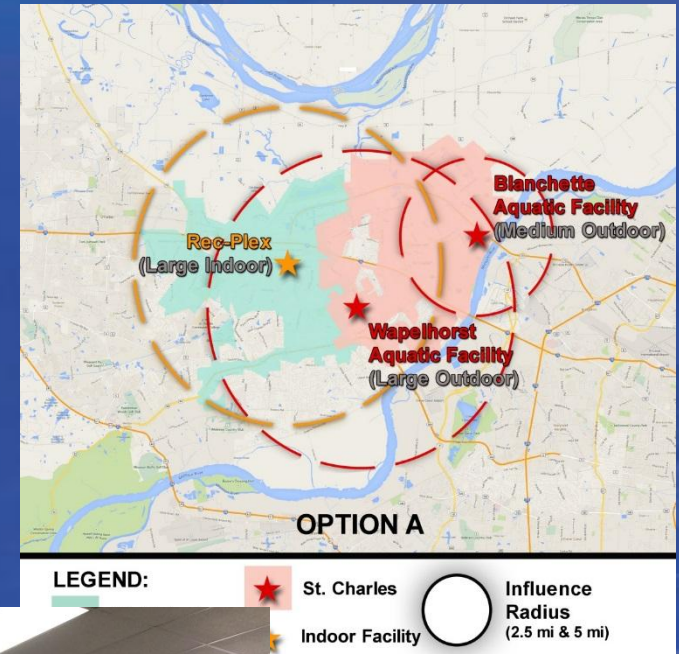 Rec-Plex
(Large Indoor)
Blanchette
Aquatic Facility
(Medium Outdoor)
Wapelhorst
Aquatic Facility
(Large Outdoor)
OPTION A
LEGEND:
St. Charles
Indoor Facility
Influence
Radius
(2.5 mi & 5 mi)